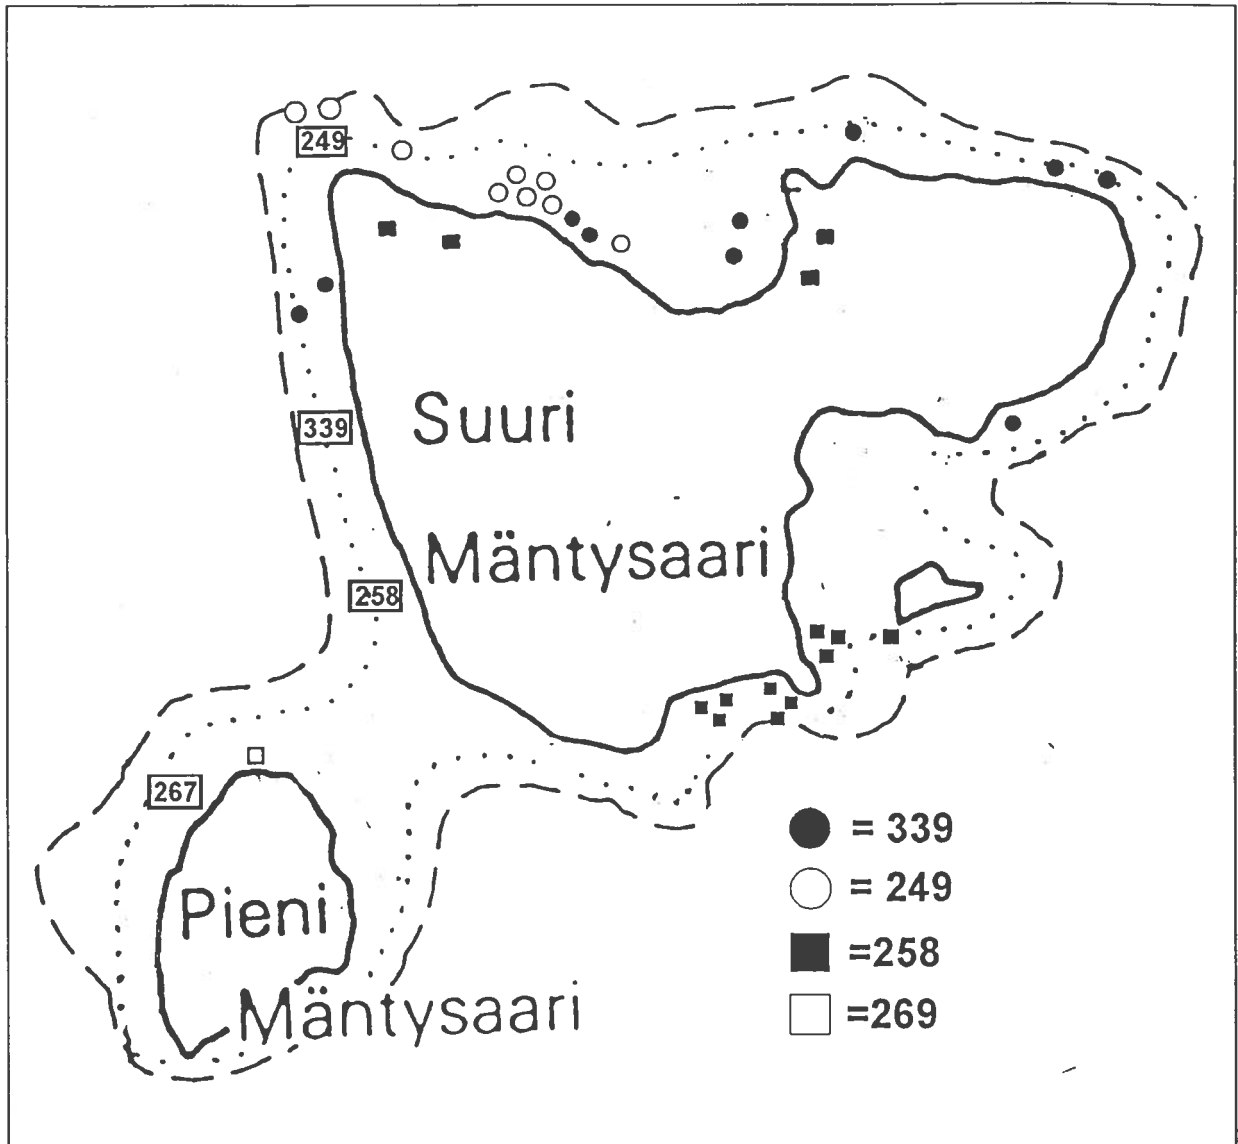 249
339
Suuri
Mäntysaari
258
267
Pieni
Mäntysaari
= 339
= 249
=258
=269